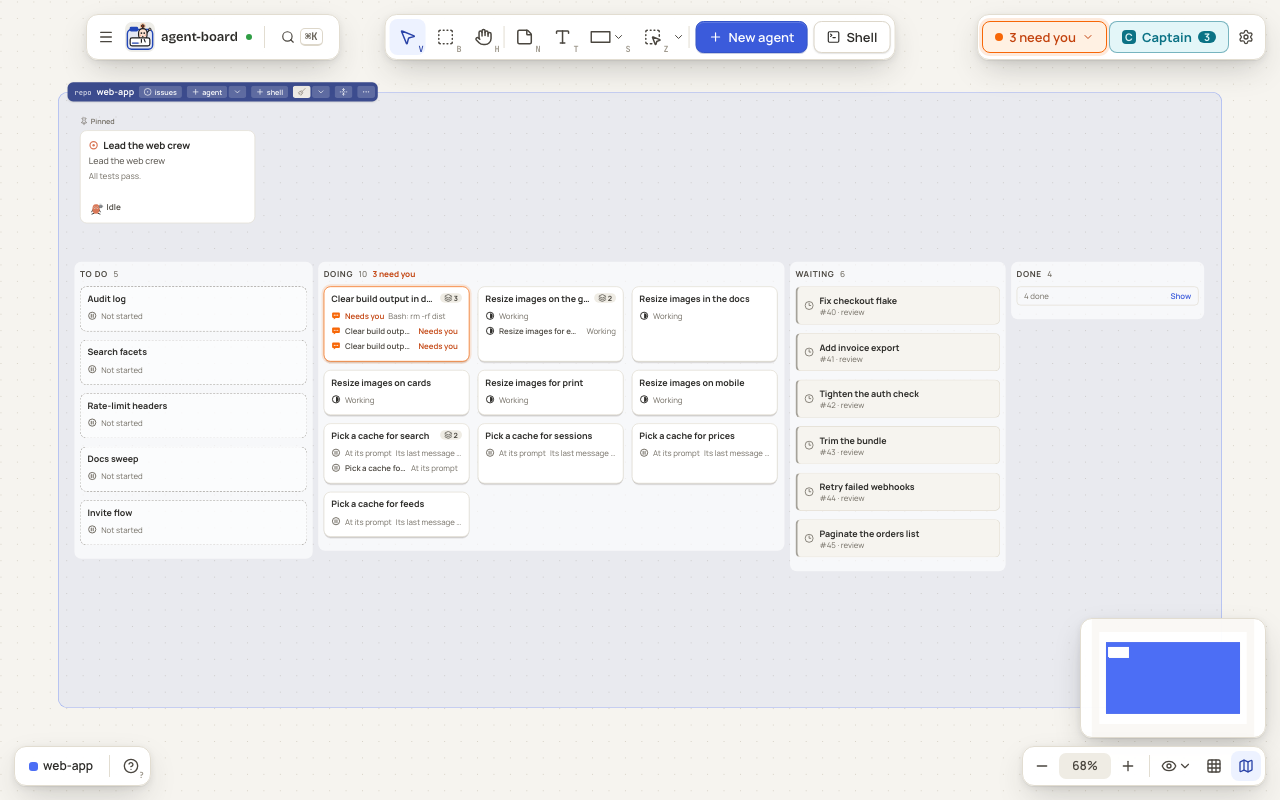 agent-board
⌘K
V
B
H
N
T
S
Z
+ New agent
Shell
3 need you
C Captain 3
repo web-app
issues
+ agent
+ shell
Pinned
Lead the web crew
Lead the web crew
All tests pass.
Idle
TO DO 5
Audit log
Not started
Search facets
Not started
Rate-limit headers
Not started
Docs sweep
Not started
Invite flow
Not started
DOING 10 3 need you
Clear build output in d... 3
Needs you Bash: rm -rf dist
Clear build outp... Needs you
Clear build outp... Needs you
Resize images on the g... 2
Working
Resize images for e... Working
Resize images in the docs
Working
Resize images on cards
Working
Resize images for print
Working
Resize images on mobile
Working
Pick a cache for search 2
At its prompt Its last message ...
Pick a cache fo... At its prompt
Pick a cache for sessions
At its prompt Its last message ...
Pick a cache for prices
At its prompt Its last message ...
Pick a cache for feeds
At its prompt Its last message ...
WAITING 6
Fix checkout flake
#40 · review
Add invoice export
#41 · review
Tighten the auth check
#42 · review
Trim the bundle
#43 · review
Retry failed webhooks
#44 · review
Paginate the orders list
#45 · review
DONE 4
4 done Show
web-app
?
68%